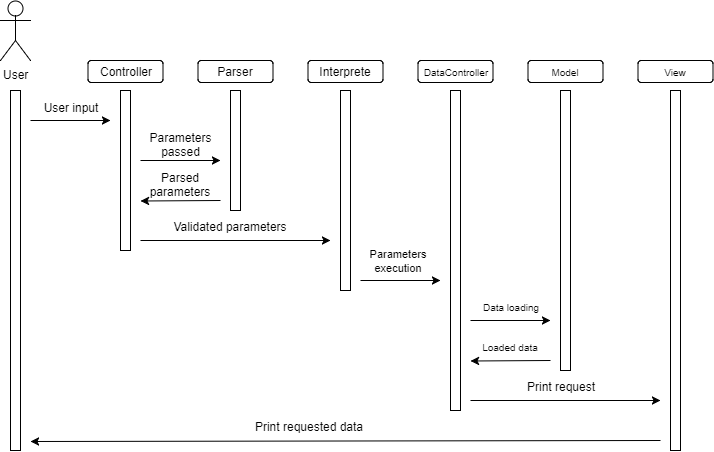 User
Controller
Parser
Interprete
DataController
Model
View
User input
Parameters
passed
Parsed
parameters
Validated parameters
Parameters
execution
Data loading
Loaded data
Print request
Print requested data